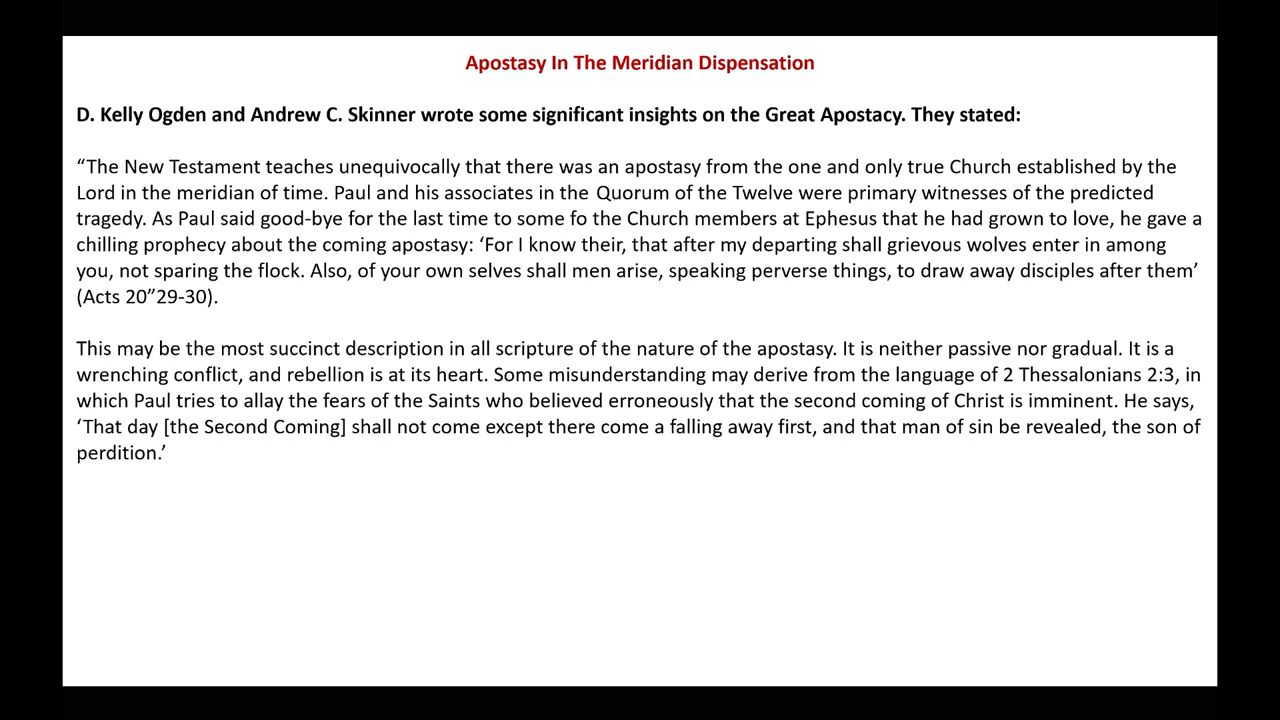 Apostasy In The Meridian Dispensation
D. Kelly Ogden and Andrew C. Skinner wrote some significant insights on the Great Apostacy. They stated:
“The New Testament teaches unequivocally that there was an apostasy from the one and only true Church established by the
Lord in the meridian of time. Paul and his associates in the Quorum of the Twelve were primary witnesses of the predicted
tragedy. As Paul said good-bye for the last time to some fo the Church members at Ephesus that he had grown to love, he gave a
chilling prophecy about the coming apostasy: ‘For I know their, that after my departing shall grievous wolves enter in among
you, not sparing the flock. Also, of your own selves shall men arise, speaking perverse things, to draw away disciples after them’
(Acts 20”29-30).
This may be the most succinct description in all scripture of the nature of the apostasy. It is neither passive nor gradual. It is a
wrenching conflict, and rebellion is at its heart. Some misunderstanding may derive from the language of 2 Thessalonians 2:3, in
which Paul tries to allay the fears of the Saints who believed erroneously that the second coming of Christ is imminent. He says,
‘That day [the Second Coming] shall not come except there come a falling away first, and that man of sin be revealed, the son of
perdition.’